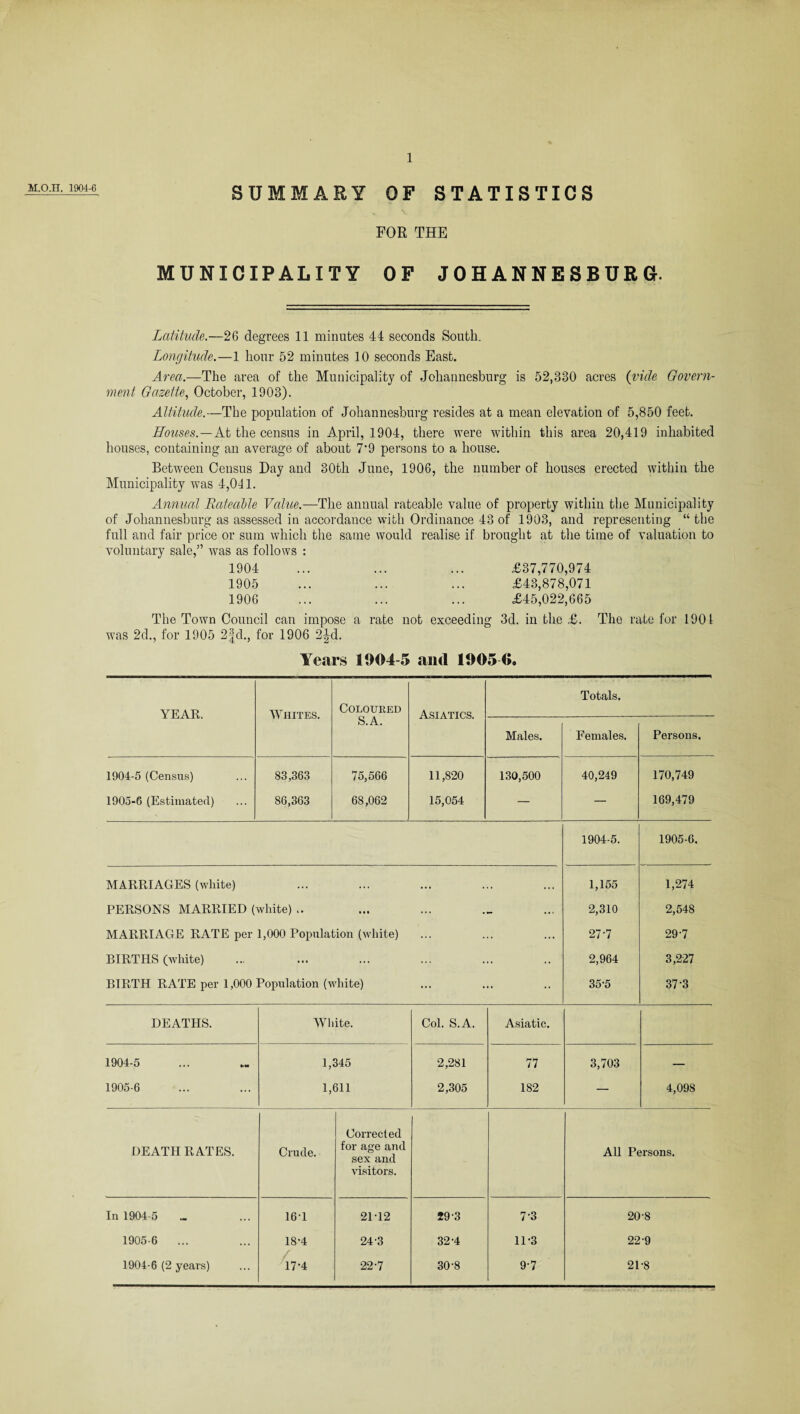 1
M.O.H. 1904-6
SUMMARY OF STATISTICS
FOR THE
MUNICIPALITY OF JOHANNESBURG.
Latitude.—26 degrees 11 minutes 44 seconds South.
Longitude.—1 hour 52 minutes 10 seconds East.
Area.—The area of the Municipality of Johannesburg is 52,330 acres (vide Govern-
ment Gazette, October, 1903).
Altitude.—The population of Johannesburg resides at a mean elevation of 5,850 feet.
Houses.—At the census in April, 1904, there were within this area 20,419 inhabited
houses, containing an average of about 7·9 persons to a house.
Between Census Day and 30th June, 1906, the number of houses erected within the
Municipality was 4,041.
Annual Rateable Value.—The annual rateable value of property within the Municipality
of Johannesburg as assessed in accordance with Ordinance 43 of 1903, and representing “ the
full and fair price or sum which the same would realise if brought at the time of valuation to
voluntary sale,” was as follows :
1904 ... ... ... £37,770,974
1905 ... ... ... £43,878,071
1906 ... ... ... £45,022,665
The Town Council can impose a rate not exceeding 3d. in the £. The rate for 1904
was 2d., for 1905 2¾d., for 1906 2½d.
Years 1904-5 and 1905-6.
YEAR. WHITES. COLOURED S.A. ASIATICS. Totals.
Males. Females. Persons.
1904-5 (Census) ... 83,363 75,566 11,820 130,500 40,249 170,749
1905-6 (Estimated) ... 86,363 68,062 15,054 — — 169,479
1904-5. 1905-6.
MARRIAGES (white) ... ... ... ... ... 1,155 1,274
PERSONS MARRIED (white) .. ... ... ... ... 2,310 2,548
MARRIAGE RATE per 1,000 Population (white) ... ... ... 27·7 29·7
BIRTHS (white) ... ... ... ... ... .. 2,964 3,227
BIRTH RATE per 1,000 Population (white) ... ... .. 35·5 37·3
DEATHS. White. Col. S.A. Asiatic.
1904-5 ... ... 1,345 2,281 77 3,703 —
1905-6 ... ... 1,611 2,305 182 — 4,098
DEATH RATES. Crude. Corrected for age and sex and visitors. All Persons.
In 1904-5 ... ... 16·1 21·12 29·3 7·3 20·8
1905-6 ... ... 18·4 24·3 32·4 11·3 22·9
1904-6 (2 years) ... 17·4 22·7 30·8 9·7 21·8